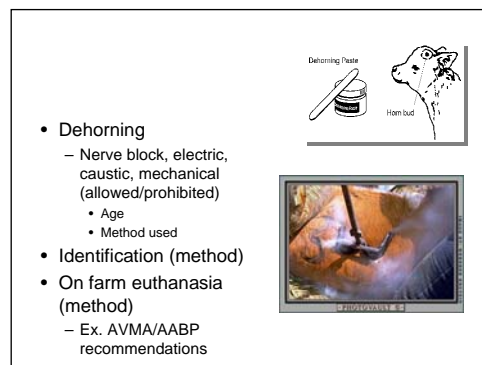 Dehorning Paste
Horn bud
• Dehorning
– Nerve block, electric,
caustic, mechanical
(allowed/prohibited)
• Age
• Method used
• Identification (method)
• On farm euthanasia
(method)
– Ex. AVMA/AABP
recommendations
PHOTOVAULT